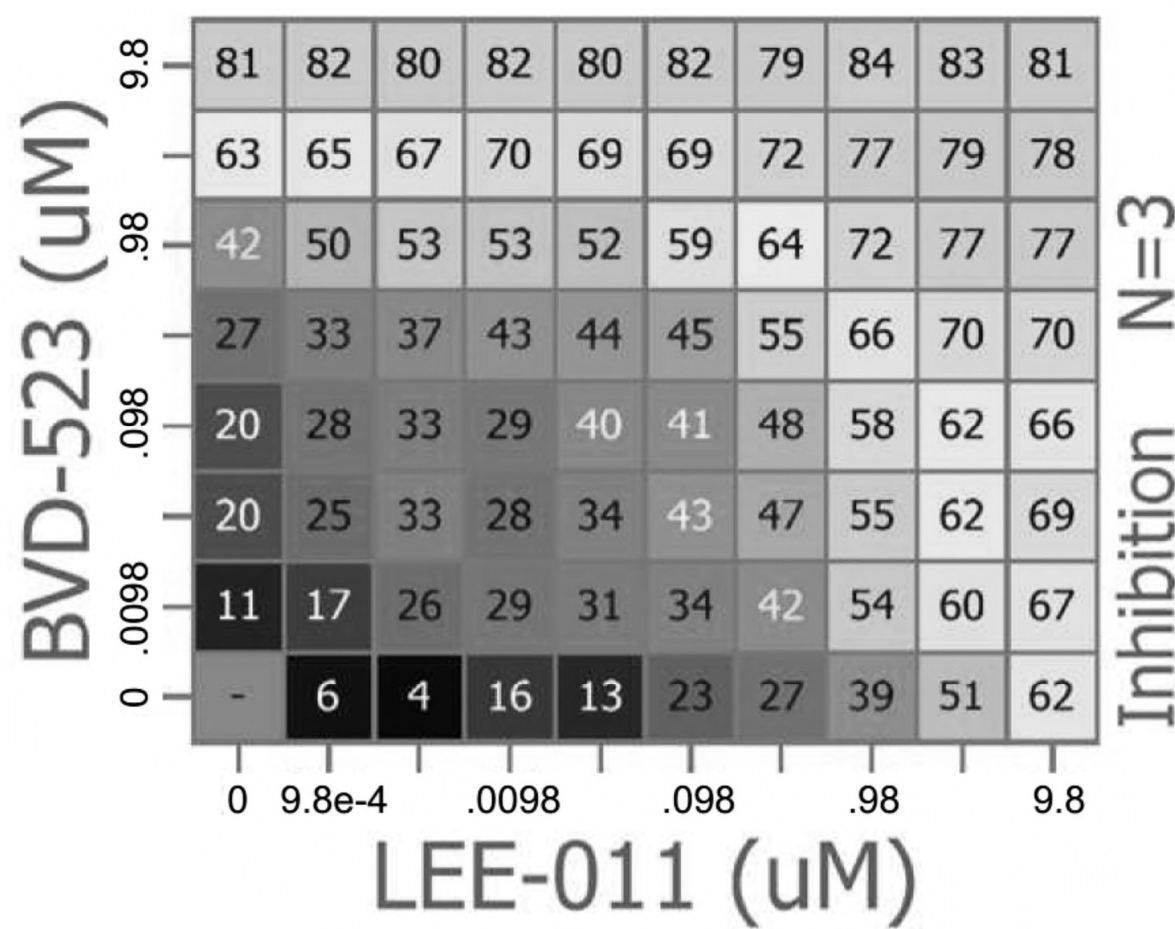 9.8 81 82 80 82 80 82 79 84 83 81
63 65 67 70 69 69 72 77 79 78
.98 42 50 53 53 52 59 64 72 77 77
27 33 37 43 44 45 55 66 70 70
.098 20 28 33 29 40 41 48 58 62 66
20 25 33 28 34 43 47 55 62 69
.0098 11 17 26 29 31 34 42 54 60 67
0 - 6 4 16 13 23 27 39 51 62
0 9.8e-4 .0098 .098 .98 9.8
LEE-011 (uM)
BVD-523 (uM)
Inhibition N=3